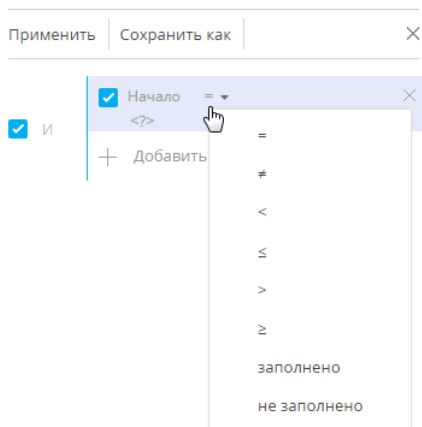 Применить Сохранить как
Начало =
<?>
И
Добавить
=
≠
<
≤
>
≥
заполнено
не заполнено